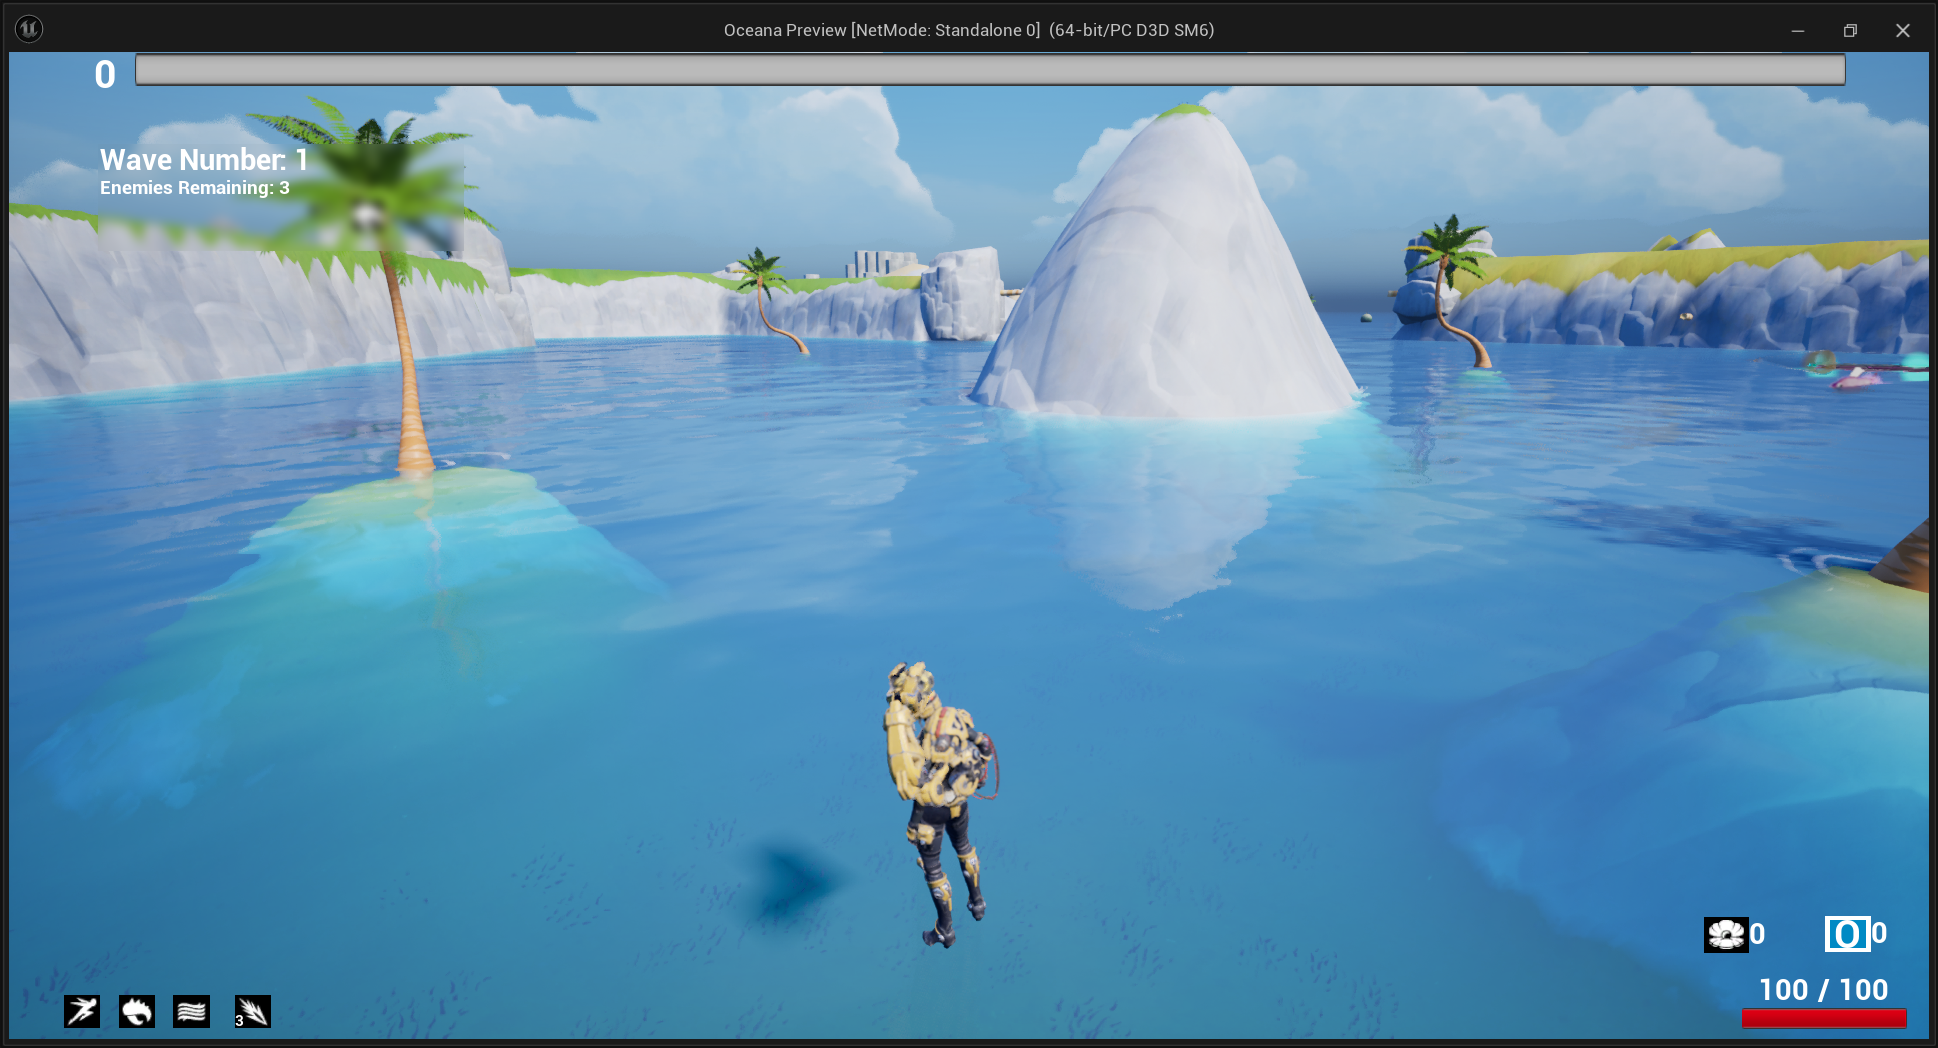 Oceana Preview [NetMode: Standalone 0] (64-bit/PC D3D SM6)
0
Wave Number: 1
Enemies Remaining: 3
0
O 0
100 / 100
3